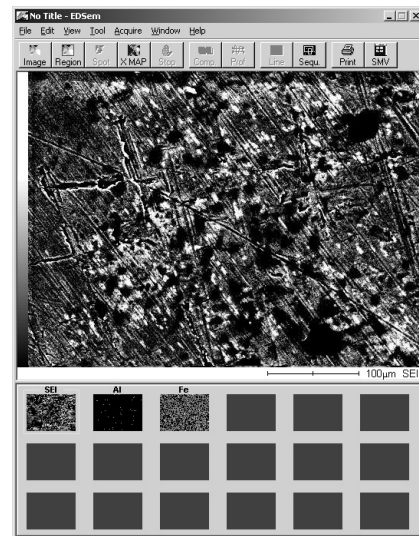 No Title - EDSem
File Edit View Tool Acquire Window Help
Image Region Spot X MAP Stop Comp. Prof. Line Sequ. Print SMV
100µm SEI
SEI Al Fe